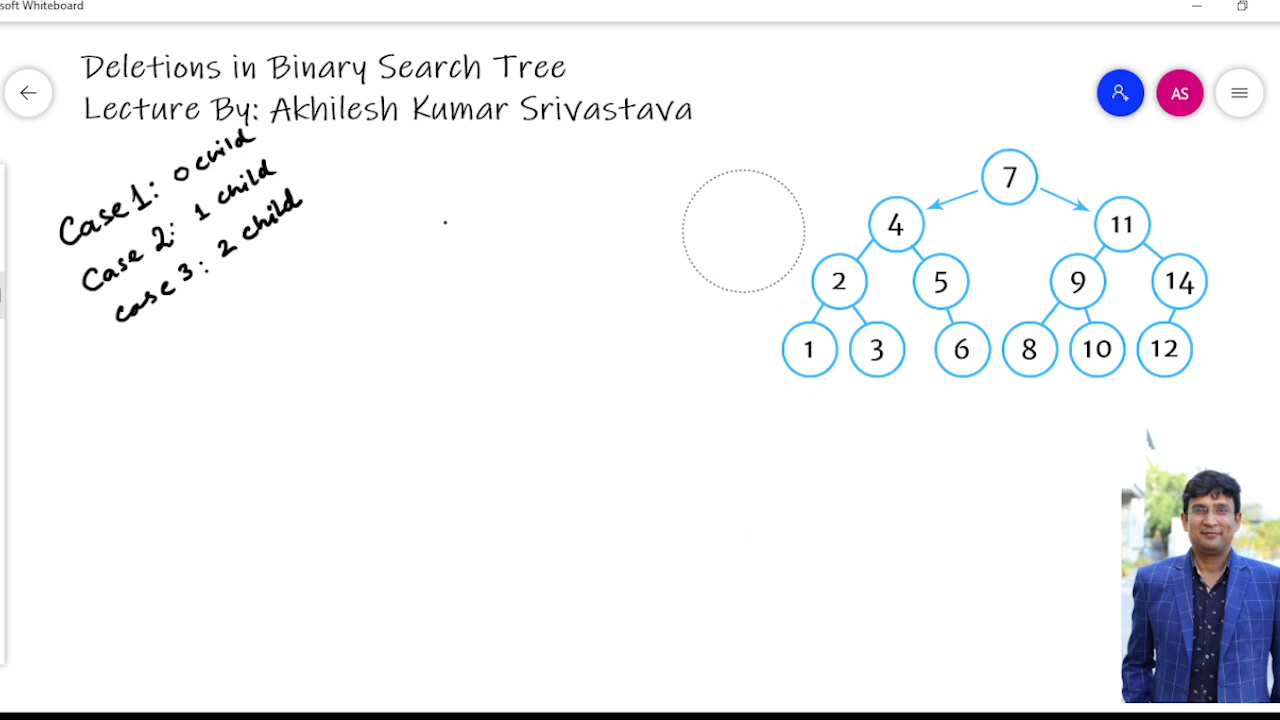 soft Whiteboard
Deletions in Binary Search Tree
Lecture By: Akhilesh Kumar Srivastava
AS
Case 1: 0 child
Case 2: 1 child
case 3: 2 child
7
4 11
2 5 9 14
1 3 6 8 10 12